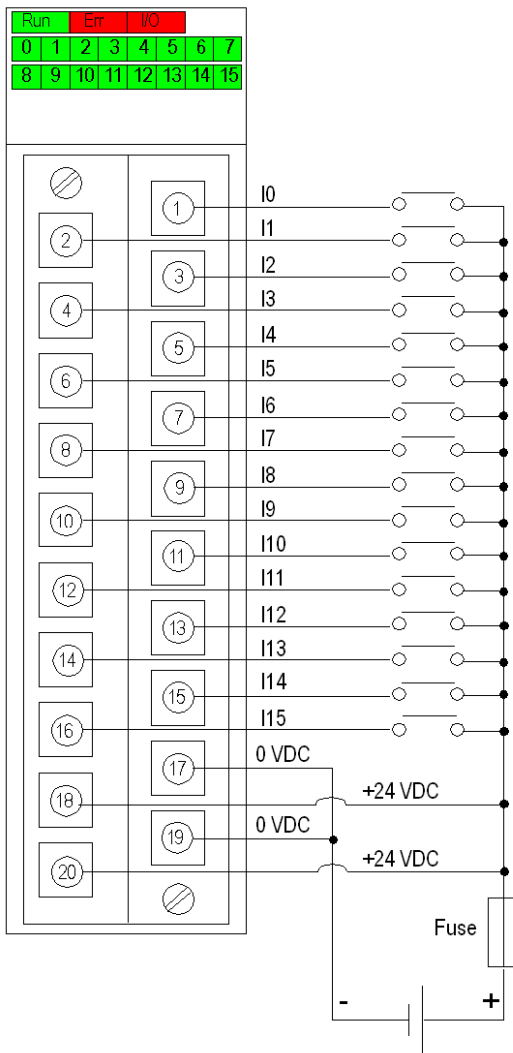 Run Err I/O
0 1 2 3 4 5 6 7
8 9 10 11 12 13 14 15
1 I0
2 I1
3 I2
4 I3
5 I4
6 I5
7 I6
8 I7
9 I8
10 I9
11 I10
12 I11
13 I12
14 I13
15 I14
16 I15
17 0 VDC
18 +24 VDC
19 0 VDC
20 +24 VDC
Fuse
- +